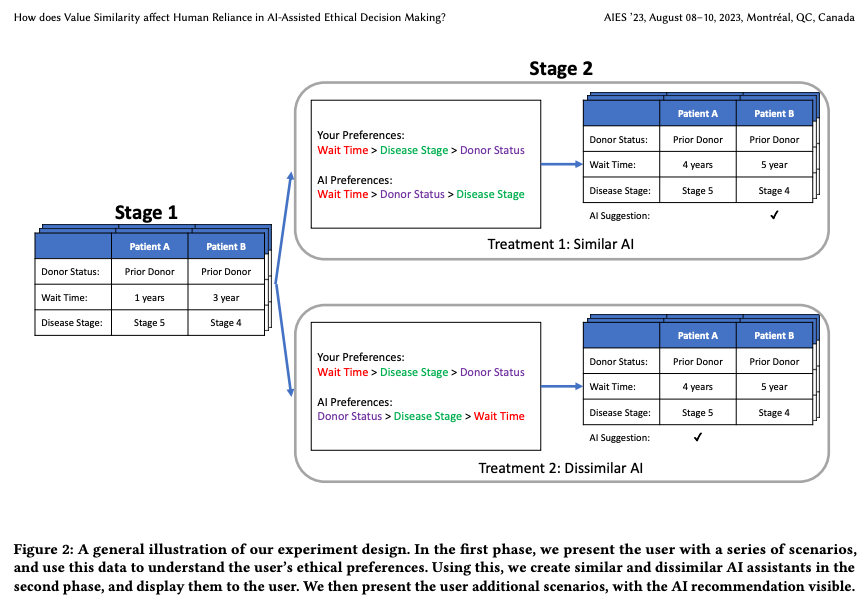 How does Value Similarity affect Human Reliance in AI-Assisted Ethical Decision Making?
AIES ’23, August 08–10, 2023, Montréal, QC, Canada
Stage 1
Patient A Patient B
Donor Status: Prior Donor Prior Donor
Wait Time: 1 years 3 year
Disease Stage: Stage 5 Stage 4
Stage 2
Your Preferences:
Wait Time > Disease Stage > Donor Status
AI Preferences:
Wait Time > Donor Status > Disease Stage
Patient A Patient B
Donor Status: Prior Donor Prior Donor
Wait Time: 4 years 5 year
Disease Stage: Stage 5 Stage 4
AI Suggestion: ✓
Treatment 1: Similar AI
Your Preferences:
Wait Time > Disease Stage > Donor Status
AI Preferences:
Donor Status > Disease Stage > Wait Time
Patient A Patient B
Donor Status: Prior Donor Prior Donor
Wait Time: 4 years 5 year
Disease Stage: Stage 5 Stage 4
AI Suggestion: ✓
Treatment 2: Dissimilar AI
Figure 2: A general illustration of our experiment design. In the first phase, we present the user with a series of scenarios,
and use this data to understand the user’s ethical preferences. Using this, we create similar and dissimilar AI assistants in the
second phase, and display them to the user. We then present the user additional scenarios, with the AI recommendation visible.